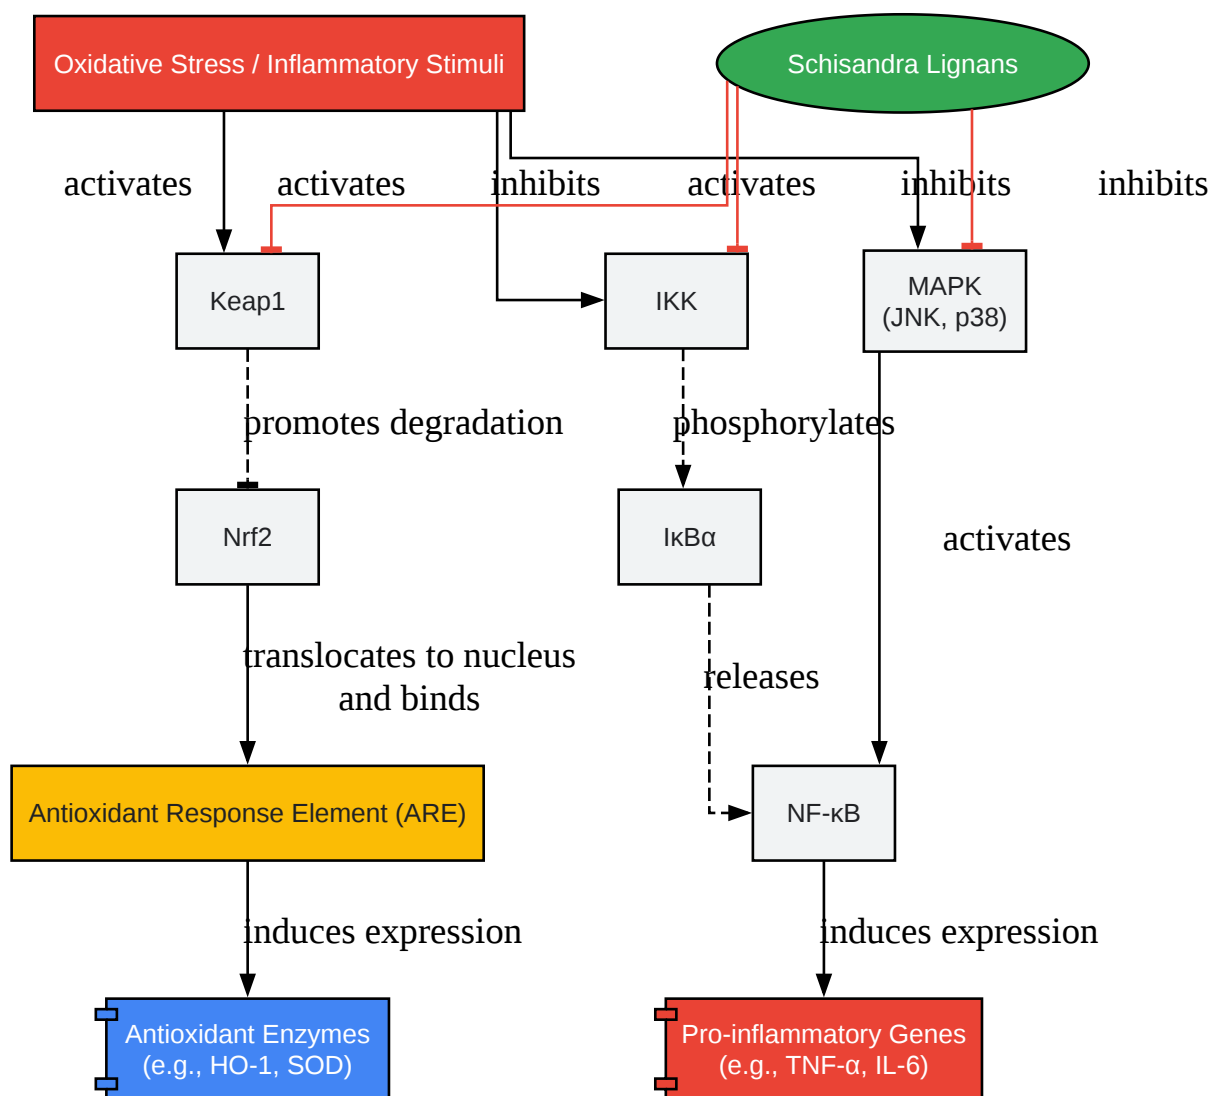 Oxidative Stress / Inflammatory Stimuli
Schisandra Lignans
activates
activates
inhibits
activates
inhibits
inhibits
Keap1
IKK
MAPK
(JNK, p38)
promotes degradation
phosphorylates
Nrf2
IκBα
activates
translocates to nucleus
and binds
releases
Antioxidant Response Element (ARE)
NF-κB
induces expression
induces expression
Antioxidant Enzymes
(e.g., HO-1, SOD)
Pro-inflammatory Genes
(e.g., TNF-α, IL-6)